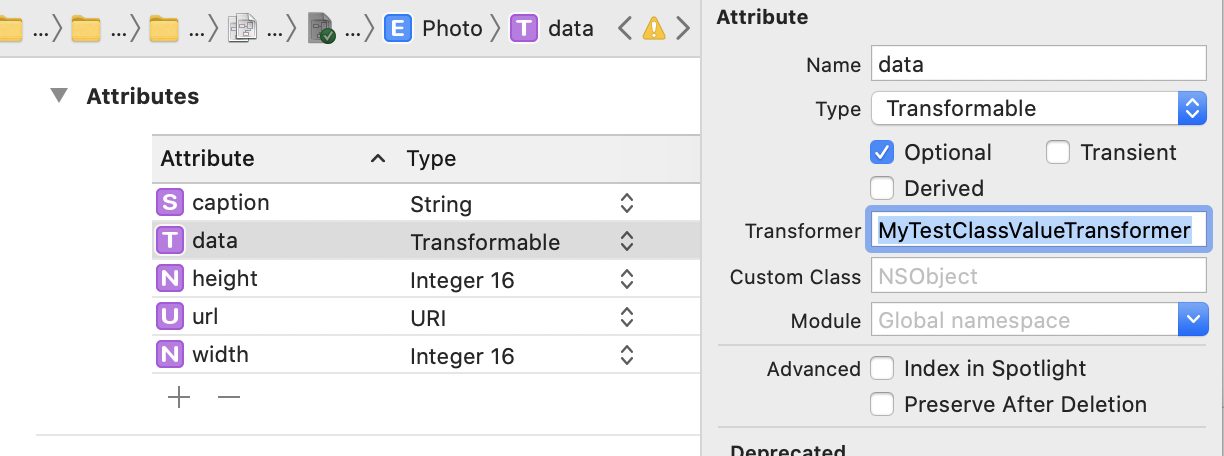 ... ... ... ... ... E Photo T data
Attributes
Attribute Type
S caption String
T data Transformable
N height Integer 16
U url URI
N width Integer 16
Attribute
Name data
Type Transformable
Optional Transient
Derived
Transformer MyTestClassValueTransformer
Custom Class NSObject
Module Global namespace
Advanced Index in Spotlight
Preserve After Deletion
Deprecated